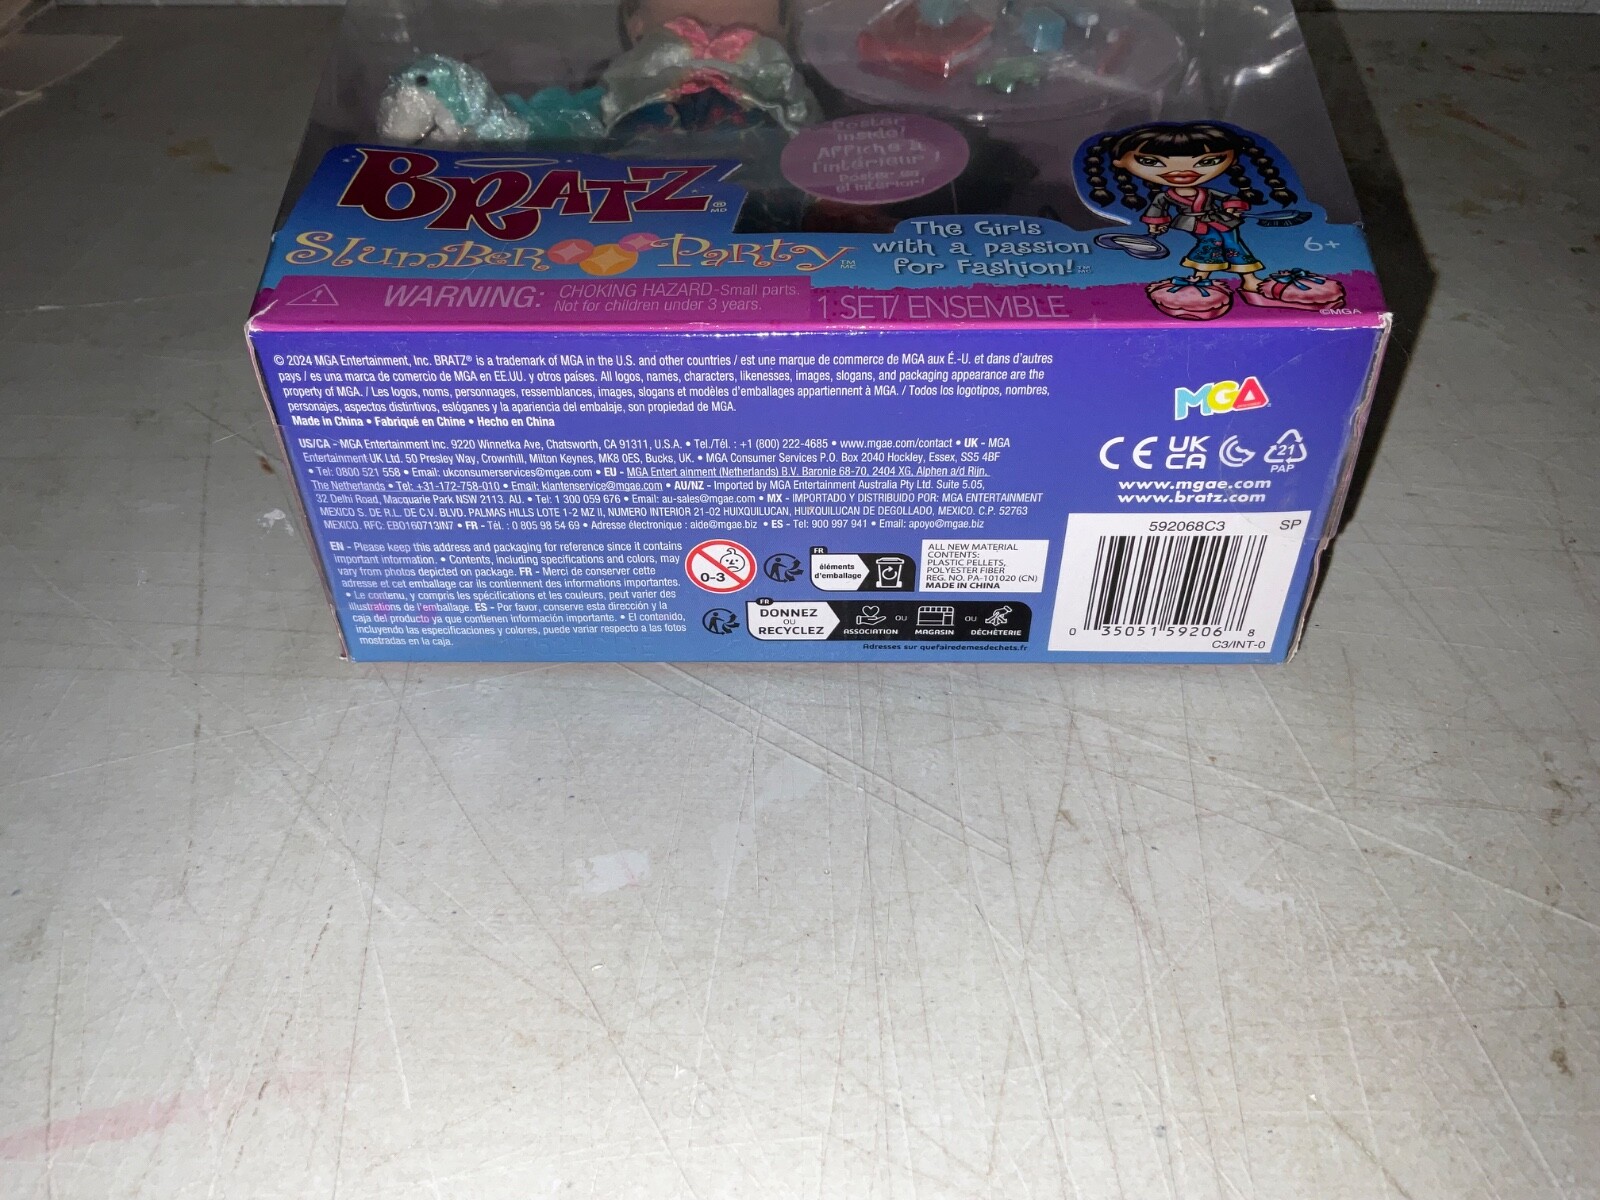 Poster
inside!
Affiche à
l'intérieur !
Póster en
el interior!
BRATZ®
MD
Slumber Party™
MC
The Girls
with a passion
for Fashion!™
MC
6+
⚠ WARNING: CHOKING HAZARD-Small parts.
Not for children under 3 years.
1 SET/ ENSEMBLE
©MGA
© 2024 MGA Entertainment, Inc. BRATZ® is a trademark of MGA in the U.S. and other countries / est une marque de commerce de MGA aux É.-U. et dans d'autres
pays / es una marca de comercio de MGA en EE.UU. y otros países. All logos, names, characters, likenesses, images, slogans, and packaging appearance are the
property of MGA. / Les logos, noms, personnages, ressemblances, images, slogans et modèles d'emballages appartiennent à MGA. / Todos los logotipos, nombres,
personajes, aspectos distintivos, eslóganes y la apariencia del embalaje, son propiedad de MGA.
Made in China • Fabriqué en Chine • Hecho en China
US/CA - MGA Entertainment Inc. 9220 Winnetka Ave, Chatsworth, CA 91311, U.S.A. • Tel./Tél. : +1 (800) 222-4685 • www.mgae.com/contact • UK - MGA
Entertainment UK Ltd. 50 Presley Way, Crownhill, Milton Keynes, MK8 0ES, Bucks, UK. • MGA Consumer Services P.O. Box 2040 Hockley, Essex, SS5 4BF
• Tel: 0800 521 558 • Email: ukconsumerservices@mgae.com • EU - MGA Entert ainment (Netherlands) B.V. Baronie 68-70, 2404 XG, Alphen a/d Rijn,
The Netherlands • Tel: +31-172-758-010 • Email: klantenservice@mgae.com • AU/NZ - Imported by MGA Entertainment Australia Pty Ltd. Suite 5.05,
32 Delhi Road, Macquarie Park NSW 2113. AU. • Tel: 1 300 059 676 • Email: au-sales@mgae.com • MX - IMPORTADO Y DISTRIBUIDO POR: MGA ENTERTAINMENT
MEXICO S. DE R.L. DE C.V. BLVD. PALMAS HILLS LOTE 1-2 MZ II, NUMERO INTERIOR 21-02 HUIXQUILUCAN, HUIXQUILUCAN DE DEGOLLADO, MEXICO. C.P. 52763
MEXICO. RFC: EBO160713IN7 • FR - Tél. : 0 805 98 54 69 • Adresse électronique : aide@mgae.biz • ES - Tel: 900 997 941 • Email: apoyo@mgae.biz
EN - Please keep this address and packaging for reference since it contains
important information. • Contents, including specifications and colors, may
vary from photos depicted on package. FR - Merci de conserver cette
adresse et cet emballage car ils contiennent des informations importantes.
• Le contenu, y compris les spécifications et les couleurs, peut varier des
illustrations de l'emballage. ES - Por favor, conserve esta dirección y la
caja del producto ya que contienen información importante. • El contenido,
incluyendo las especificaciones y colores, puede variar respecto a las fotos
mostradas en la caja.
0-3
FR
éléments
d'emballage
ALL NEW MATERIAL
CONTENTS:
PLASTIC PELLETS,
POLYESTER FIBER
REG. NO. PA-101020 (CN)
MADE IN CHINA
FR
DONNEZ
OU
RECYCLEZ
ASSOCIATION OU MAGASIN OU DÉCHÈTERIE
Adresses sur quefairedemesdechets.fr
MGA
CE UK
CA
21
PAP
www.mgae.com
www.bratz.com
592068C3 SP
0 35051 59206 8
C3/INT-0